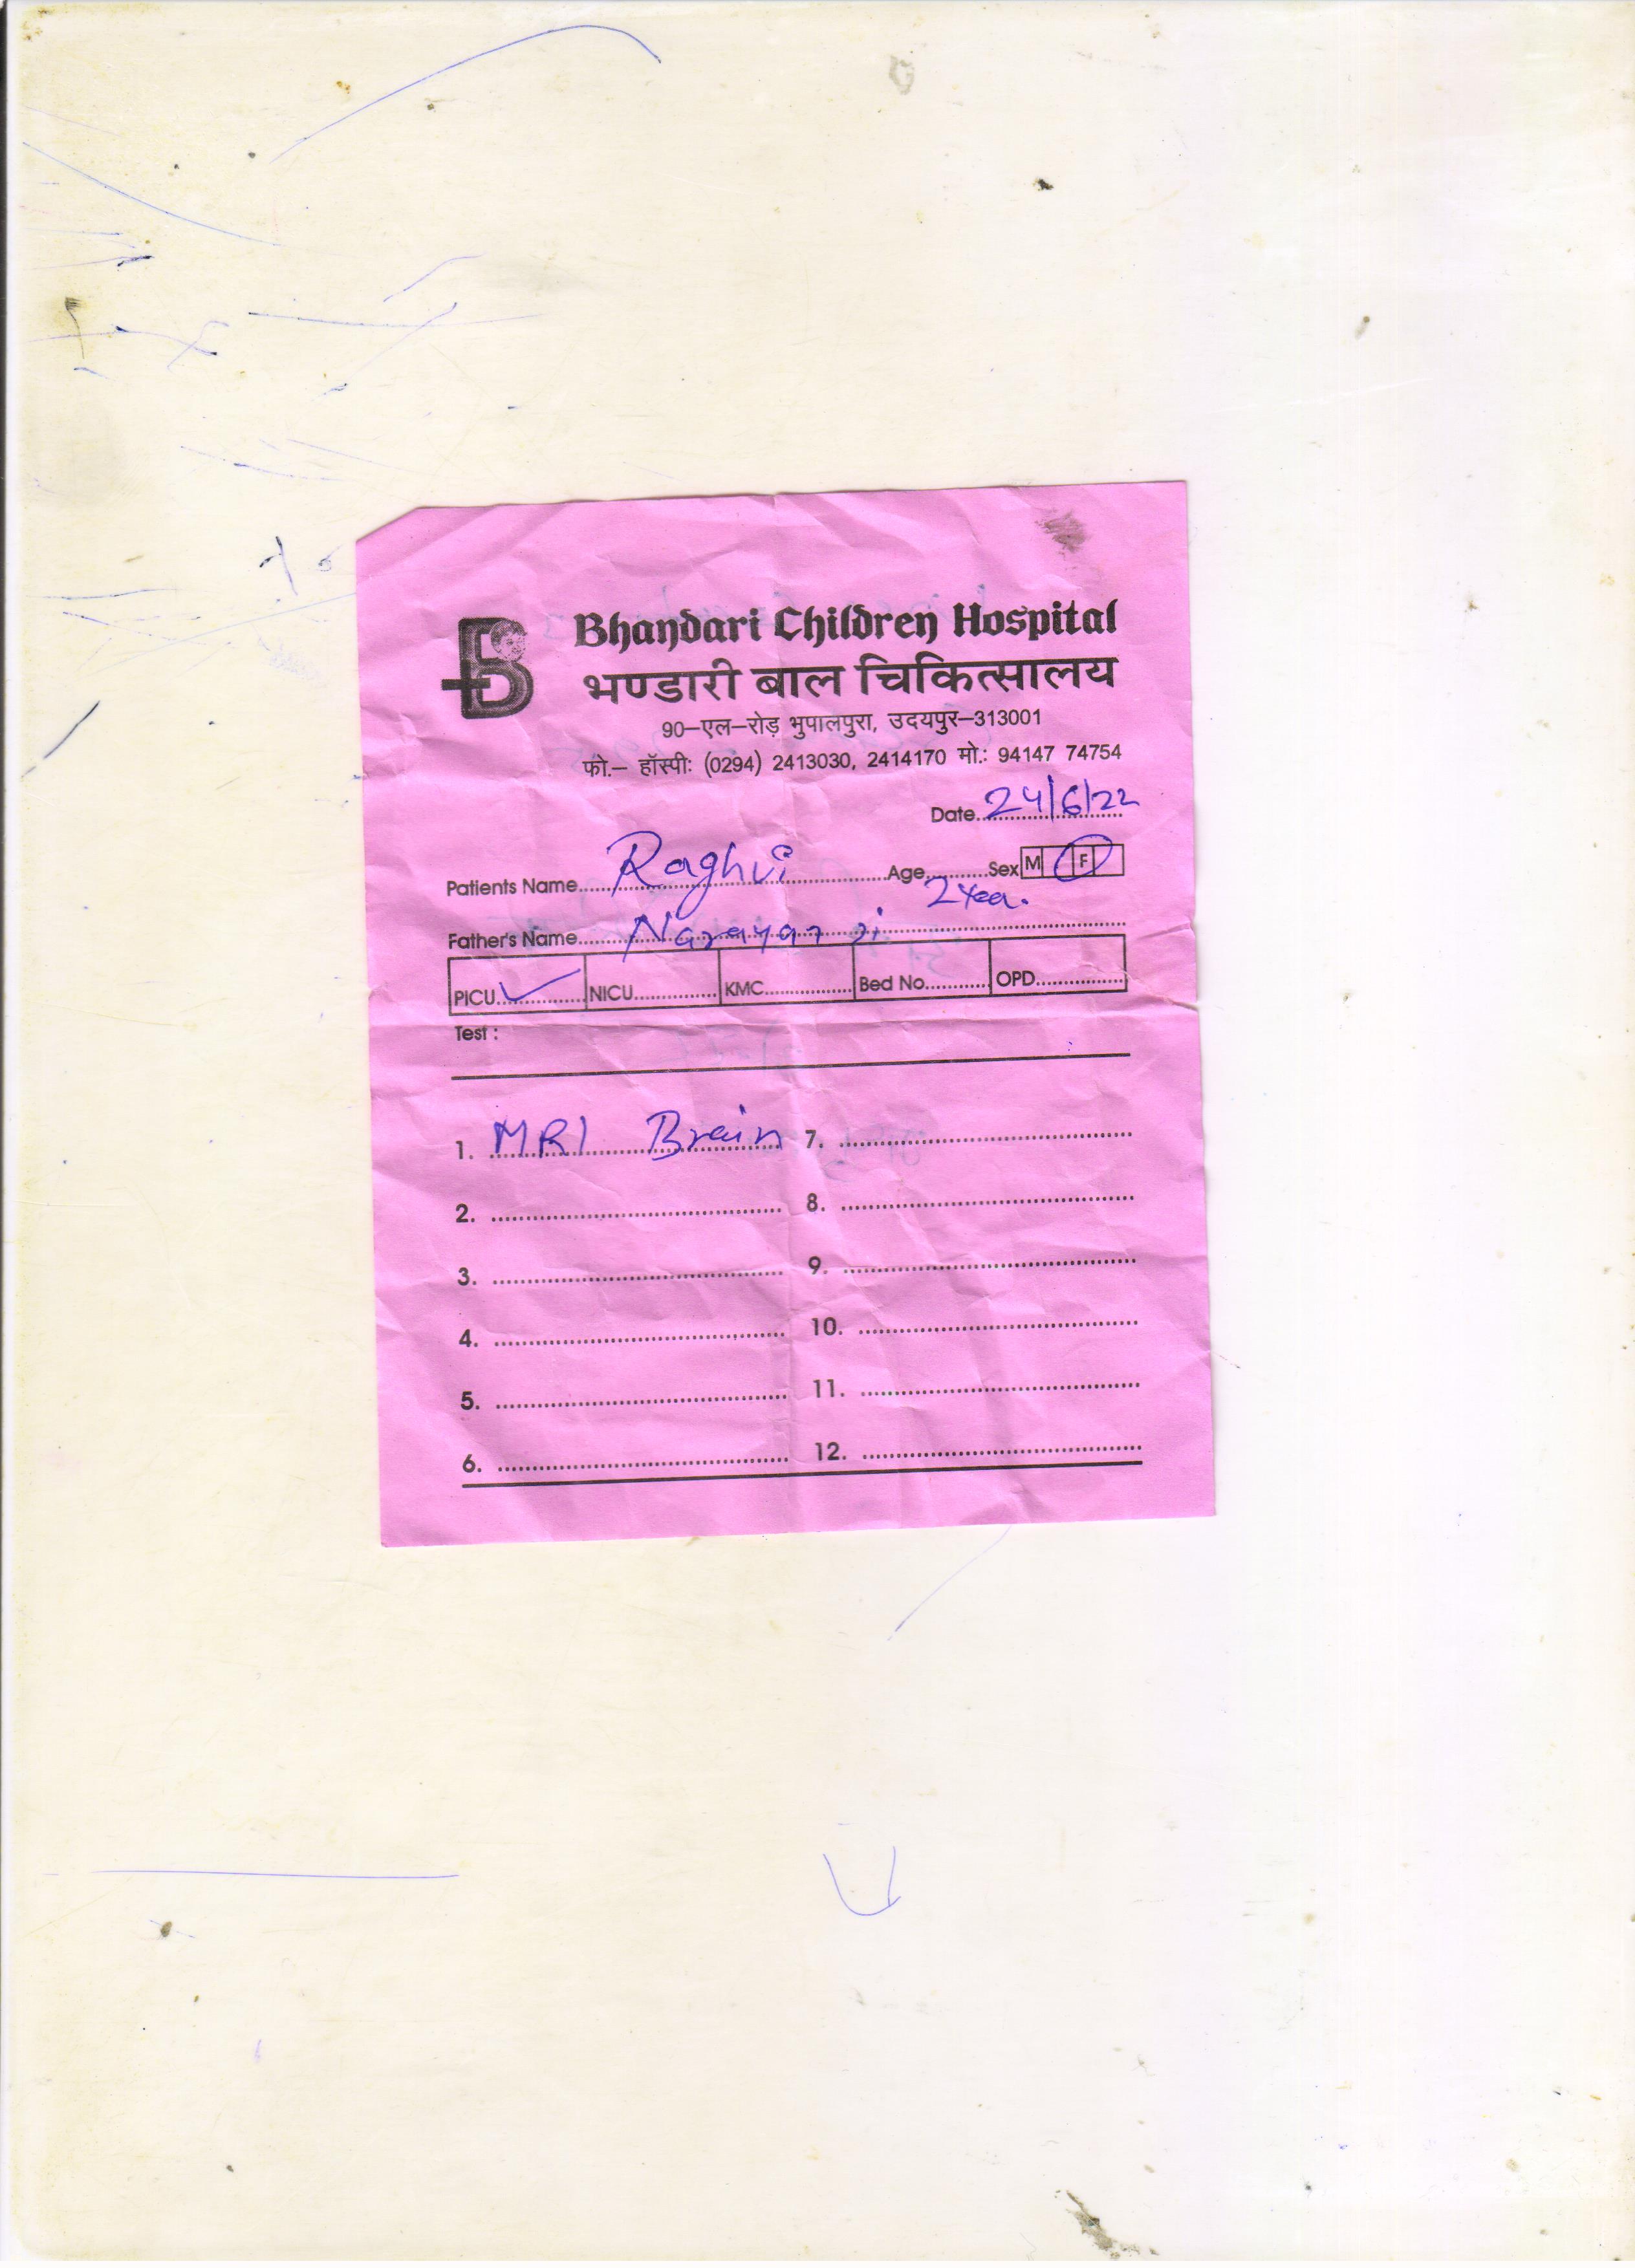 Bhandari Children Hospital
भण्डारी बाल चिकित्सालय
90–एल–रोड़ भुपालपुरा, उदयपुर–313001
फो.– हॉस्पी: (0294) 2413030, 2414170 मो.: 94147 74754
Date 24/6/22
Patients Name Raghvi Age 2 Year. Sex M F
Father's Name Narayan ji
PICU ✓ NICU KMC Bed No. OPD
Test :
1. MRI Brain 7.
2. 8.
3. 9.
4. 10.
5. 11.
6. 12.